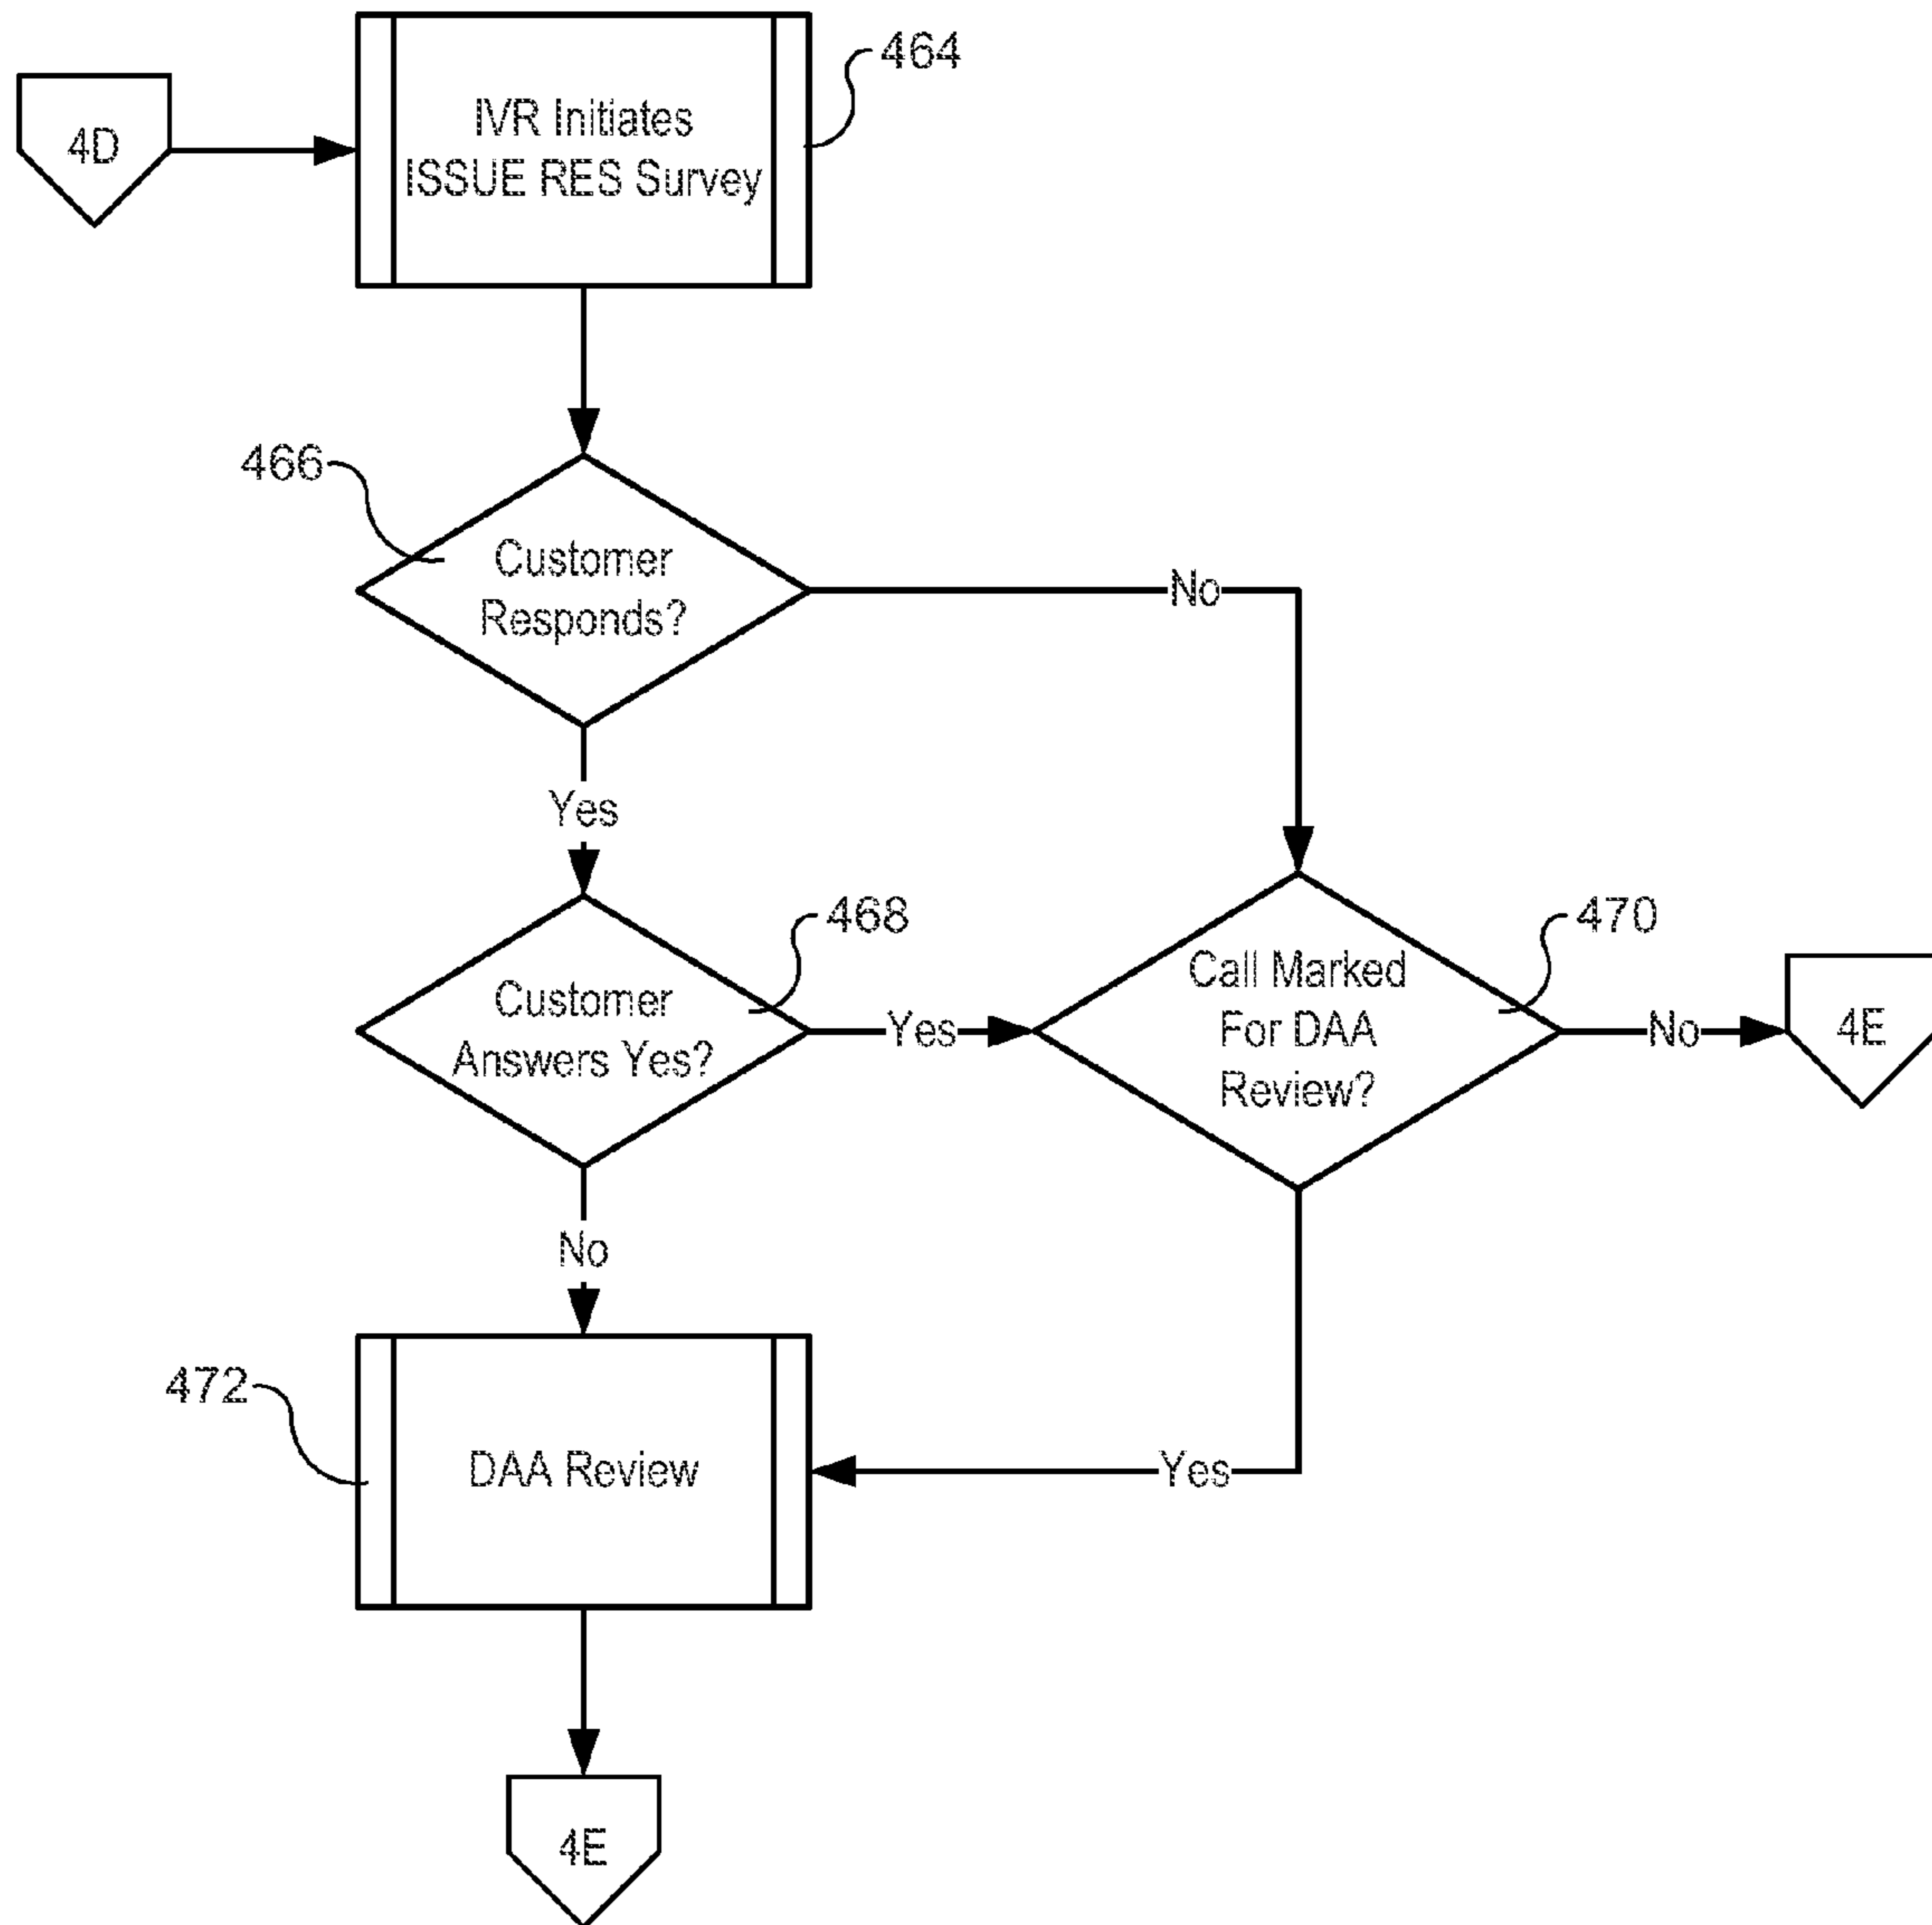 464
4D
IVR Initiates
ISSUE RES Survey
466
Customer
Responds?
No
Yes
468
470
Customer
Answers Yes?
Yes
Call Marked
For DAA
Review?
No
4E
No
472
DAA Review
Yes
4E